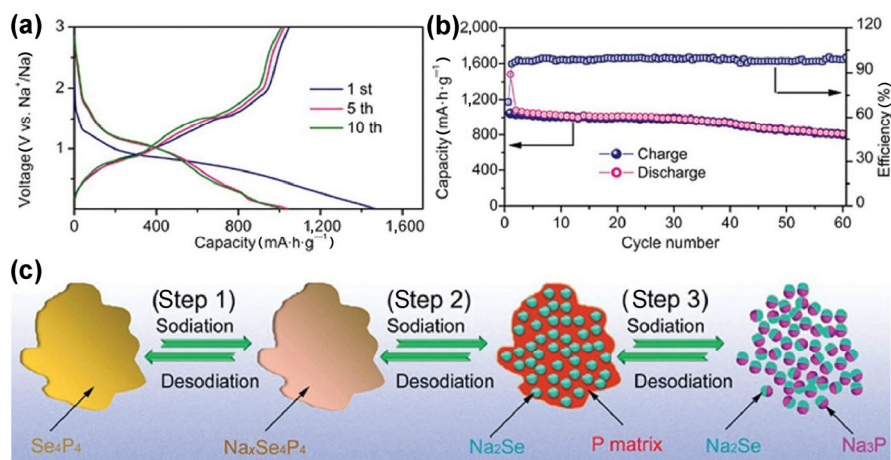 (a)
3
2
1
Voltage (V vs. Na⁺/Na)
1 st
5 th
10 th
0
400
800
1,200
1,600
Capacity (mA·h·g⁻¹)
(b)
2,000
1,600
1,200
800
400
0
Capacity (mA·h·g⁻¹)
Charge
Discharge
120
90
60
30
0
Efficiency (%)
0
10
20
30
40
50
60
Cycle number
(c)
(Step 1)
(Step 2)
(Step 3)
Sodiation
Sodiation
Sodiation
Desodiation
Desodiation
Desodiation
Se₄P₄
NaₓSe₄P₄
Na₂Se
P matrix
Na₂Se
Na₃P